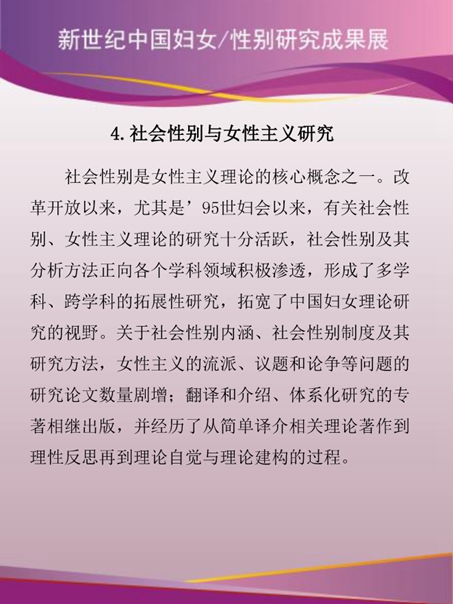 新世纪中国妇女/性别研究成果展
4.社会性别与女性主义研究
社会性别是女性主义理论的核心概念之一。改
革开放以来，尤其是’95世妇会以来，有关社会性
别、女性主义理论的研究十分活跃，社会性别及其
分析方法正向各个学科领域积极渗透，形成了多学
科、跨学科的拓展性研究，拓宽了中国妇女理论研
究的视野。关于社会性别内涵、社会性别制度及其
研究方法，女性主义的流派、议题和论争等问题的
研究论文数量剧增；翻译和介绍、体系化研究的专
著相继出版，并经历了从简单译介相关理论著作到
理性反思再到理论自觉与理论建构的过程。